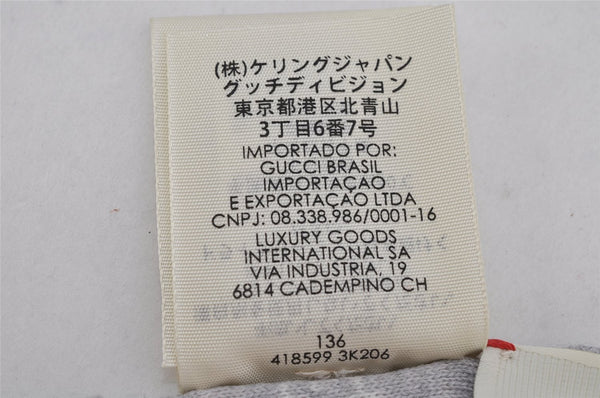 (株)ケリングジャパン
グッチディビジョン
東京都港区北青山
3丁目6番7号
IMPORTADO POR:
GUCCI BRASIL
IMPORTAÇAO
E EXPORTAÇAO LTDA
CNPJ: 08.338.986/0001-16
LUXURY GOODS
INTERNATIONAL SA
VIA INDUSTRIA, 19
6814 CADEMPINO CH
136
418599 3K206